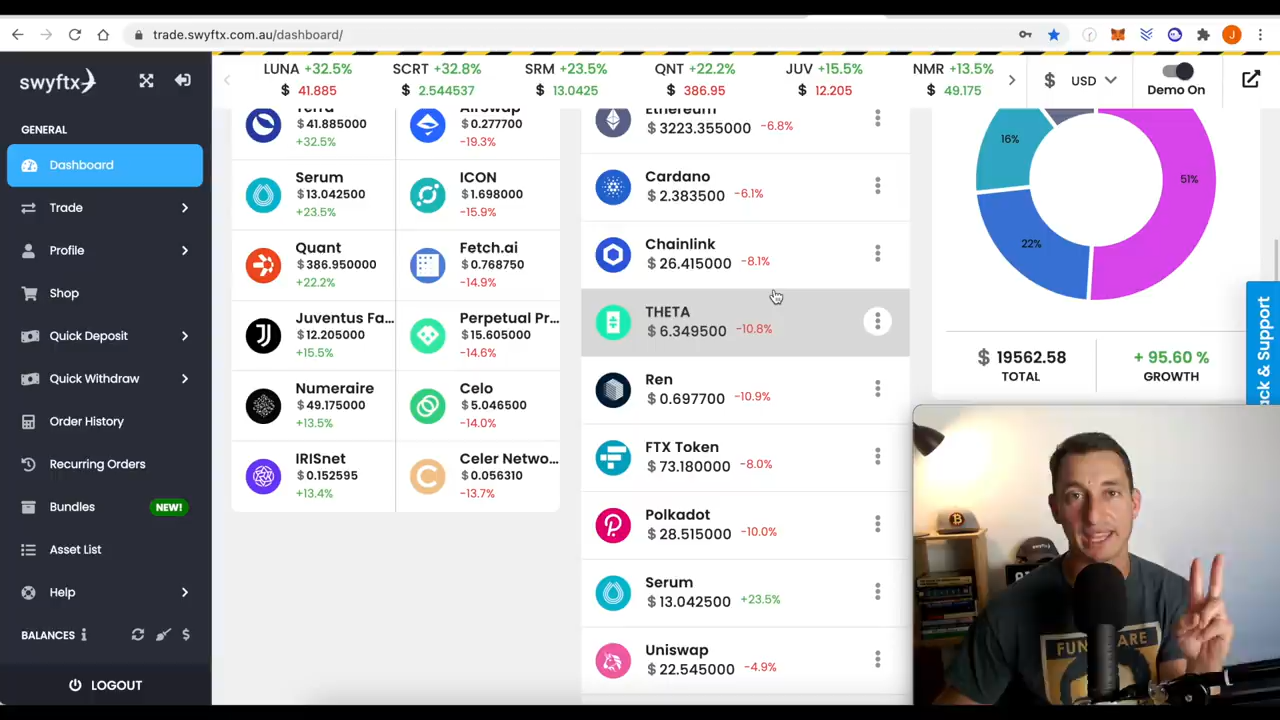 trade.swyftx.com.au/dashboard/
J
swyftx
GENERAL
Dashboard
Trade
Profile
Shop
Quick Deposit
Quick Withdraw
Order History
Recurring Orders
Bundles NEW!
Asset List
Help
BALANCES i $
LOGOUT
LUNA +32.5%
$ 41.885
SCRT +32.8%
$ 2.544537
SRM +23.5%
$ 13.0425
QNT +22.2%
$ 386.95
JUV +15.5%
$ 12.205
NMR +13.5%
$ 49.175
$ USD
Demo On
Terra
$ 41.885000
+32.5%
Serum
$ 13.042500
+23.5%
Quant
$ 386.950000
+22.2%
Juventus Fa...
$ 12.205000
+15.5%
Numeraire
$ 49.175000
+13.5%
IRISnet
$ 0.152595
+13.4%
AirSwap
$ 0.277700
-19.3%
ICON
$ 1.698000
-15.9%
Fetch.ai
$ 0.768750
-14.9%
Perpetual Pr...
$ 15.605000
-14.6%
Celo
$ 5.046500
-14.0%
Celer Netwo...
$ 0.056310
-13.7%
Ethereum
$ 3223.355000 -6.8%
Cardano
$ 2.383500 -6.1%
Chainlink
$ 26.415000 -8.1%
THETA
$ 6.349500 -10.8%
Ren
$ 0.697700 -10.9%
FTX Token
$ 73.180000 -8.0%
Polkadot
$ 28.515000 -10.0%
Serum
$ 13.042500 +23.5%
Uniswap
$ 22.545000 -4.9%
16%
51%
22%
$ 19562.58
TOTAL
+ 95.60 %
GROWTH
ck & Support
swyftx